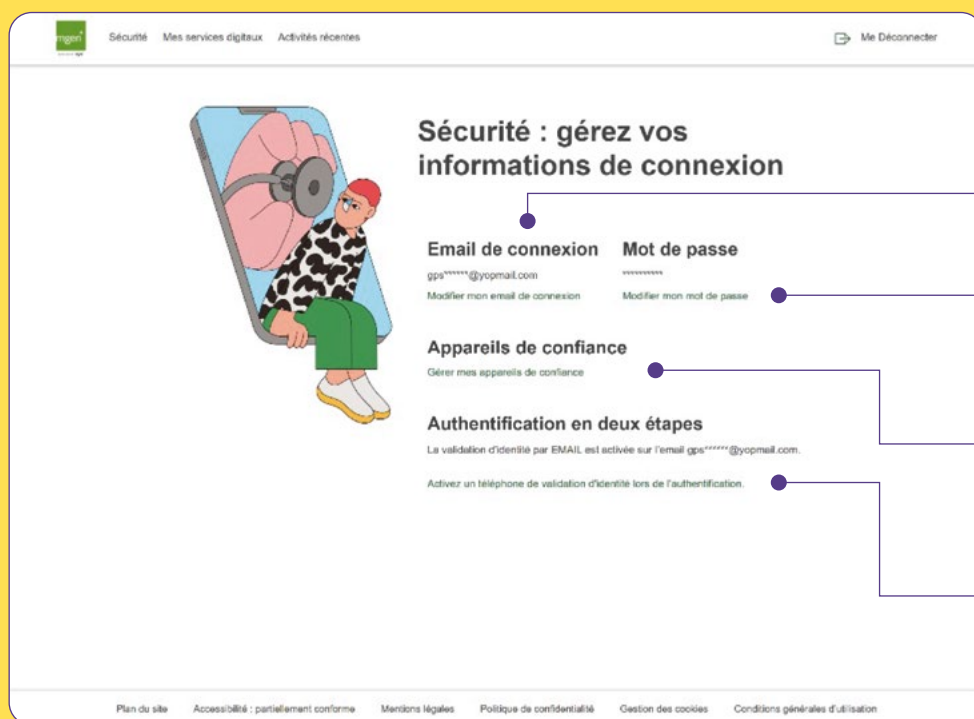 mgen
Sécurité Mes services digitaux Activités récentes
Me Déconnecter
Sécurité : gérez vos
informations de connexion
Email de connexion
gps******@yopmail.com
Modifier mon email de connexion
Mot de passe
**********
Modifier mon mot de passe
Appareils de confiance
Gérer mes appareils de confiance
Authentification en deux étapes
La validation d'identité par EMAIL est activée sur l'email gps******@yopmail.com.
Activez un téléphone de validation d'identité lors de l'authentification.
Plan du site Accessibilité : partiellement conforme Mentions légales Politique de confidentialité Gestion des cookies Conditions générales d'utilisation